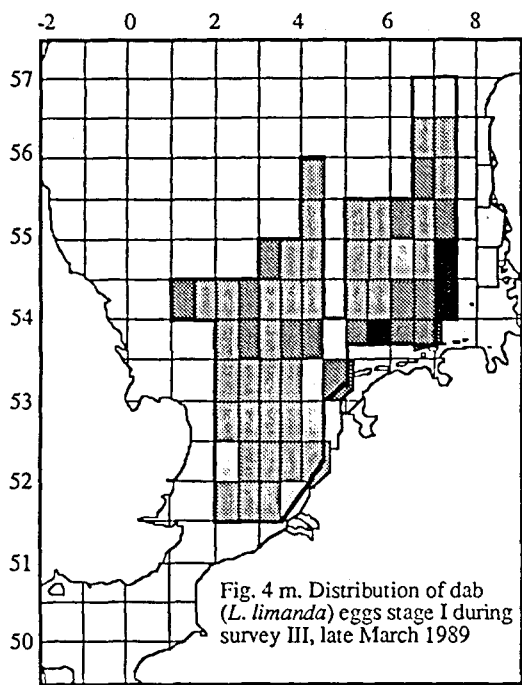 -2 0 2 4 6 8
57
56
55
54
53
52
51
50
Fig. 4 m. Distribution of dab
(L. limanda) eggs stage I during
survey III, late March 1989